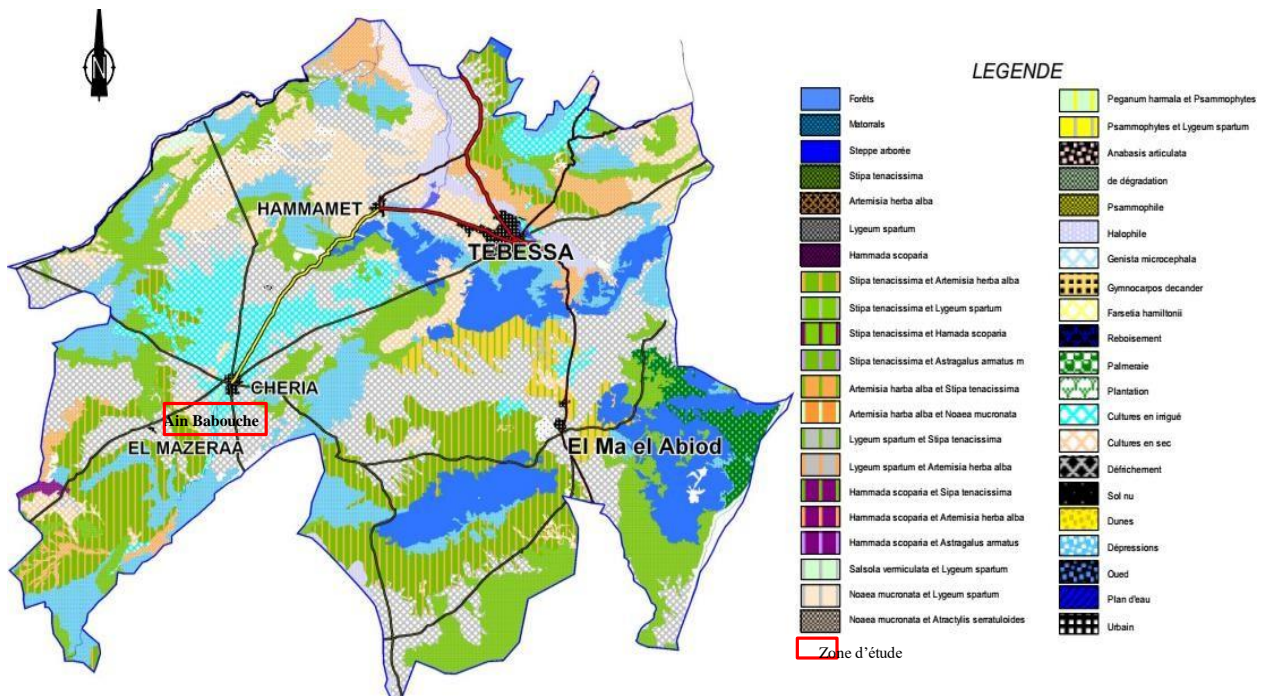 N
HAMMAMET
TEBESSA
CHERIA
Ain Babouche
EL MAZERAA
El Ma el Abiod
LEGENDE
Forêts
Matorrals
Steppe arborée
Stipa tenacissima
Artemisia herba alba
Lygeum spartum
Hammada scoparia
Stipa tenacissima et Artemisia herba alba
Stipa tenacissima et Lygeum spartum
Stipa tenacissima et Hamada scoparia
Stipa tenacissima et Astragalus armatus m
Artemisia herba alba et Stipa tenacissima
Artemisia herba alba et Noaea mucronata
Lygeum spartum et Stipa tenacissima
Lygeum spartum et Artemisia herba alba
Hammada scoparia et Sipa tenacissima
Hammada scoparia et Artemisia herba alba
Hammada scoparia et Astragalus armatus
Salsola vermiculata et Lygeum spartum
Noaea mucronata et Lygeum spartum
Noaea mucronata et Atractylis serratuloides
Zone d'étude
Peganum harmala et Psammophytes
Psammophytes et Lygeum spartum
Anabasis articulata
de dégradation
Psammophile
Halophile
Genista microcephala
Gymnocarpos decander
Farsetia hamiltonii
Reboisement
Palmeraie
Plantation
Cultures en irrigué
Cultures en sec
Défrichement
Sol nu
Dunes
Dépressions
Oued
Plan d'eau
Urbain